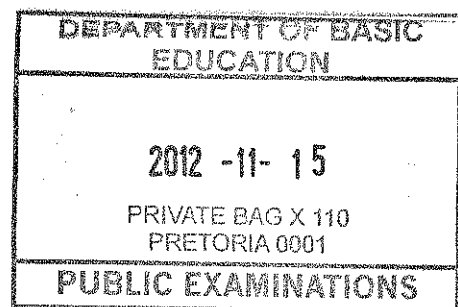 DEPARTMENT OF BASIC
EDUCATION
2012 -11- 15
PRIVATE BAG X 110
PRETORIA 0001
PUBLIC EXAMINATIONS